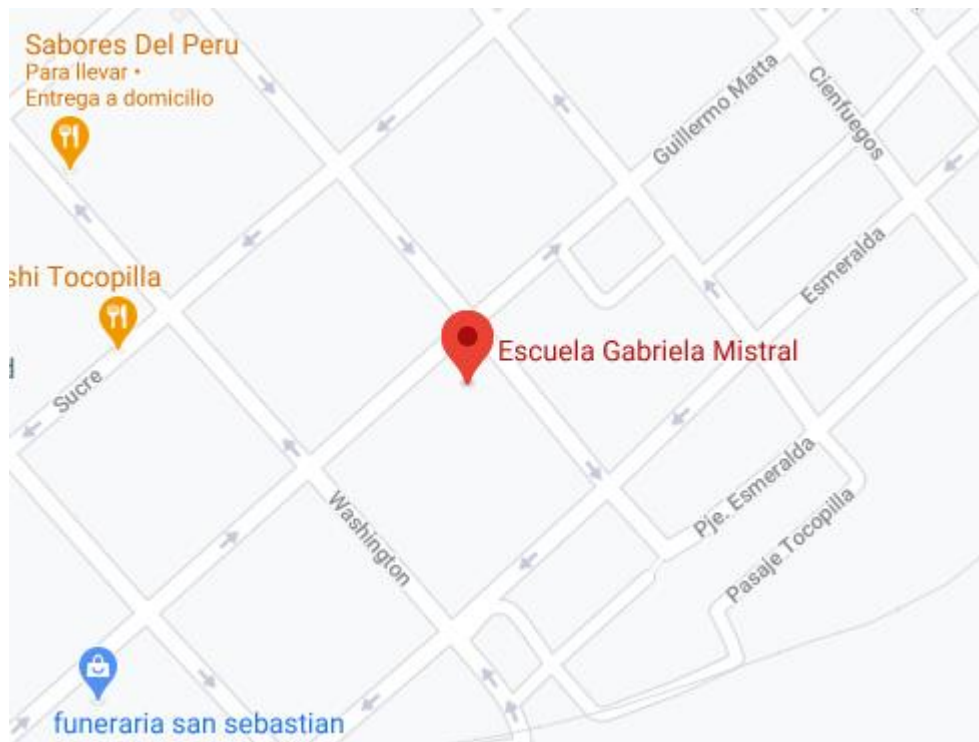 Sabores Del Peru
Para llevar •
Entrega a domicilio
Guillermo Matta
Cienfuegos
Esmeralda
shi Tocopilla
Sucre
Escuela Gabriela Mistral
Washington
Pje. Esmeralda
Pasaje Tocopilla
funeraria san sebastian